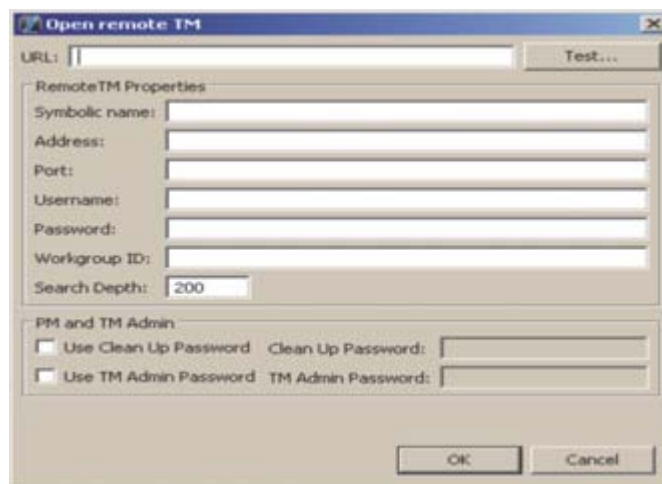 Open remote TM
URL: Test...
RemoteTM Properties
Symbolic name:
Address:
Port:
Username:
Password:
Workgroup ID:
Search Depth: 200
PM and TM Admin
Use Clean Up Password Clean Up Password:
Use TM Admin Password TM Admin Password:
OK Cancel